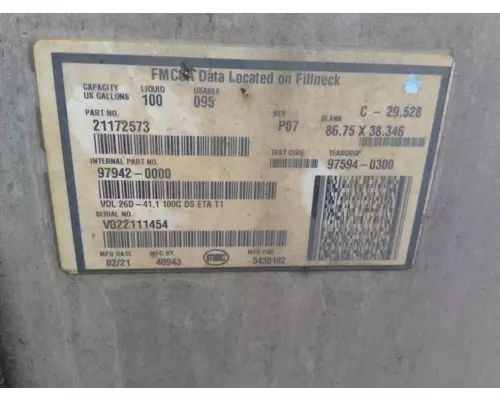 FMCSA Data Located on Fillneck
CAPACITY US GALLONS LIQUID 100 USABLE 095
PART NO. 21172573
REV P07
BLANK C - 29.528
86.75 X 38.346
INTERNAL PART NO. 97942-0000
TEST CODE TEARDROP 97594-0300
VOL 26D-41.1 100G DS ETA T1
SERIAL NO. V022111454
MFG DATE 02/21
MFG BY 40943
MFG FOR 3430102